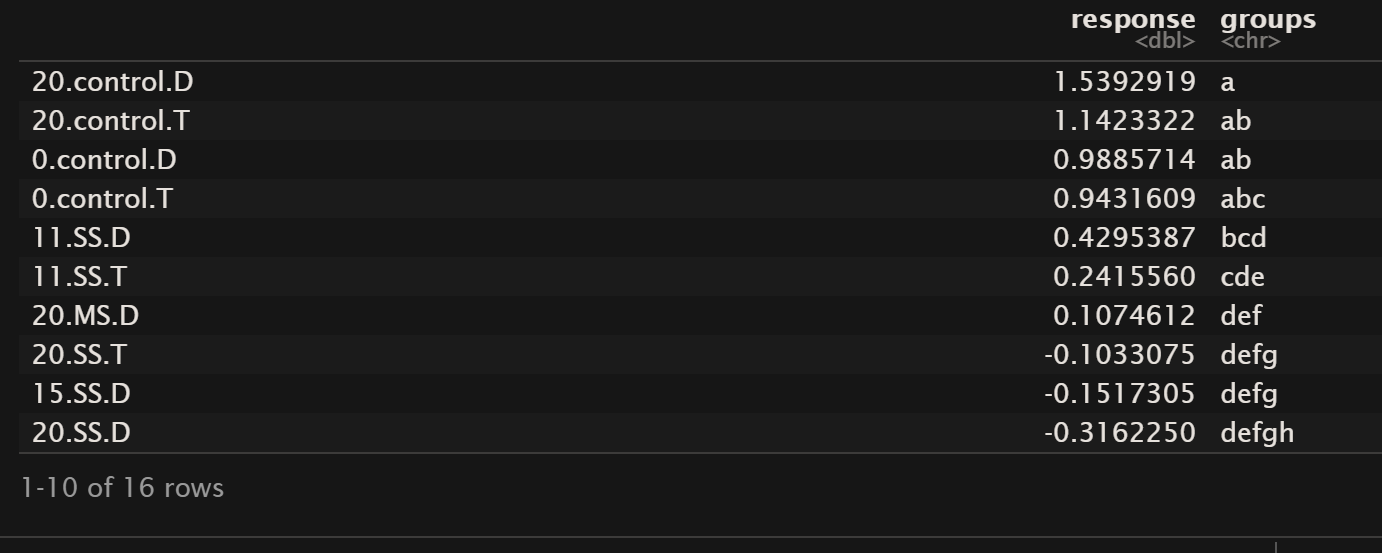 response groups
<dbl> <chr>
20.control.D 1.5392919 a
20.control.T 1.1423322 ab
0.control.D 0.9885714 ab
0.control.T 0.9431609 abc
11.SS.D 0.4295387 bcd
11.SS.T 0.2415560 cde
20.MS.D 0.1074612 def
20.SS.T -0.1033075 defg
15.SS.D -0.1517305 defg
20.SS.D -0.3162250 defgh
1-10 of 16 rows